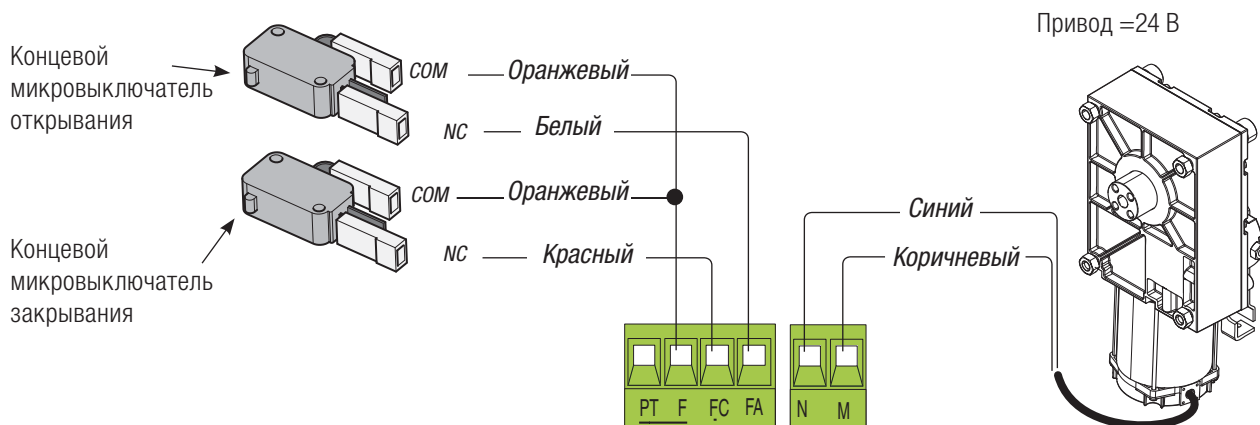 Привод =24 В
Концевой
микровыключатель
открывания
COM
Оранжевый
NC
Белый
COM
Оранжевый
NC
Красный
Концевой
микровыключатель
закрывания
Синий
Коричневый
PT F FC FA
N M